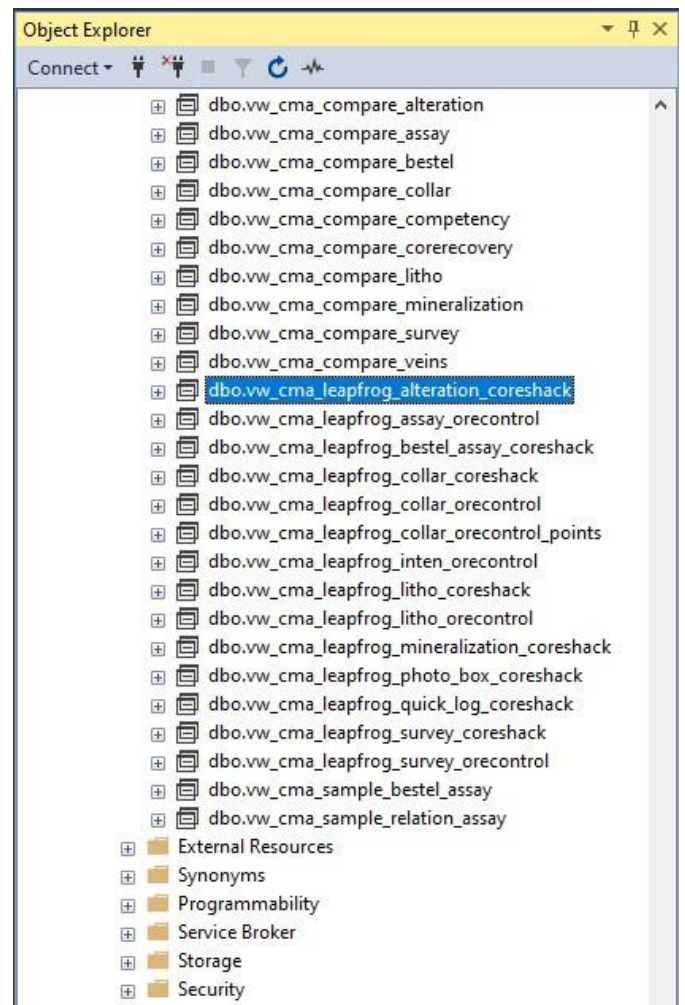 Object Explorer
Connect
dbo.vw_cma_compare_alteration
dbo.vw_cma_compare_assay
dbo.vw_cma_compare_bestel
dbo.vw_cma_compare_collar
dbo.vw_cma_compare_competency
dbo.vw_cma_compare_corerecovery
dbo.vw_cma_compare_litho
dbo.vw_cma_compare_mineralization
dbo.vw_cma_compare_survey
dbo.vw_cma_compare_veins
dbo.vw_cma_leapfrog_alteration_coreshack
dbo.vw_cma_leapfrog_assay_orecontrol
dbo.vw_cma_leapfrog_bestel_assay_coreshack
dbo.vw_cma_leapfrog_collar_coreshack
dbo.vw_cma_leapfrog_collar_orecontrol
dbo.vw_cma_leapfrog_collar_orecontrol_points
dbo.vw_cma_leapfrog_inten_orecontrol
dbo.vw_cma_leapfrog_litho_coreshack
dbo.vw_cma_leapfrog_litho_orecontrol
dbo.vw_cma_leapfrog_mineralization_coreshack
dbo.vw_cma_leapfrog_photo_box_coreshack
dbo.vw_cma_leapfrog_quick_log_coreshack
dbo.vw_cma_leapfrog_survey_coreshack
dbo.vw_cma_leapfrog_survey_orecontrol
dbo.vw_cma_sample_bestel_assay
dbo.vw_cma_sample_relation_assay
External Resources
Synonyms
Programmability
Service Broker
Storage
Security